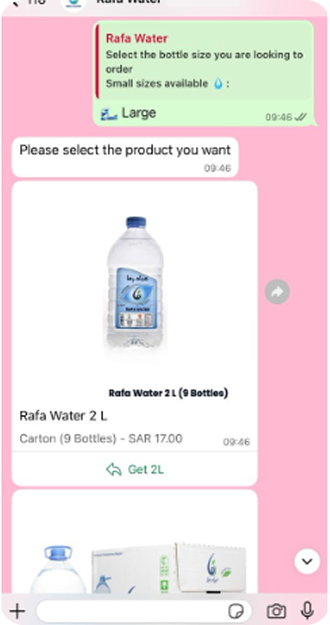 Rafa Water
Select the bottle size you are looking to
order
Small sizes available 💧 :
Large
09:46
Please select the product you want
09:46
Rafa Water 2 L (9 Bottles)
Rafa Water 2 L
Carton (9 Bottles) - SAR 17.00
09:46
Get 2L